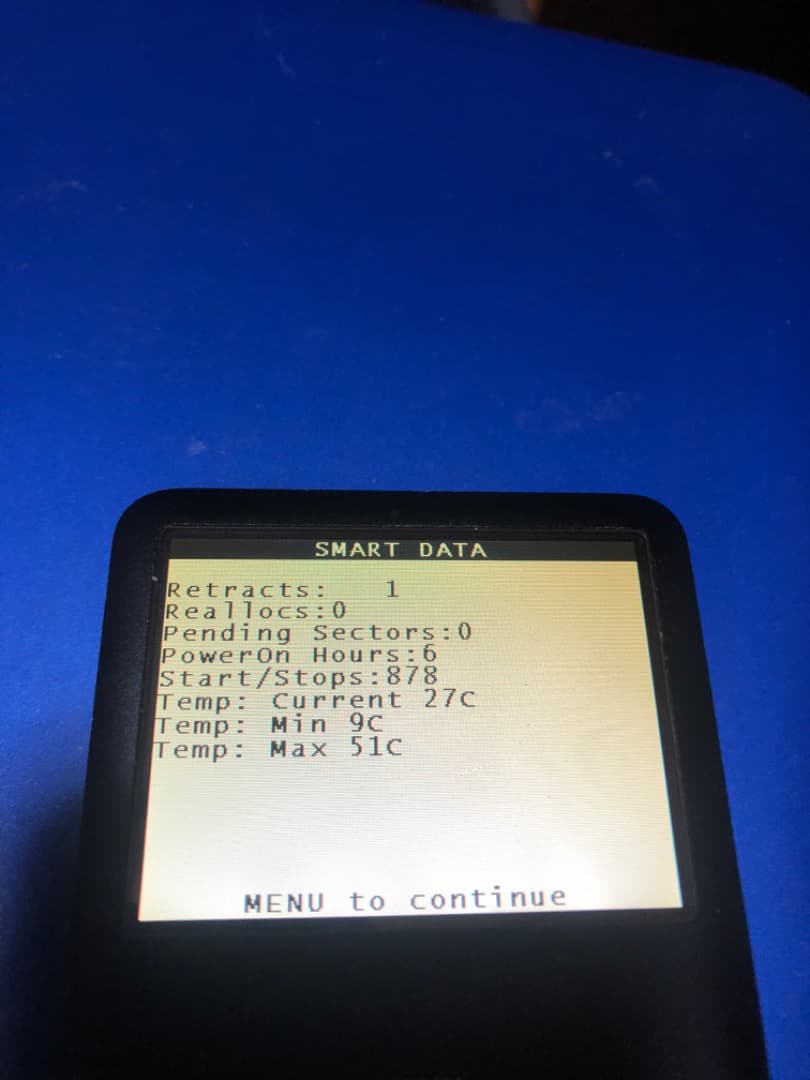 SMART DATA
Retracts: 1
Reallocs:0
Pending Sectors:0
PowerOn Hours:6
Start/Stops:878
Temp: Current 27C
Temp: Min 9C
Temp: Max 51C
MENU to continue